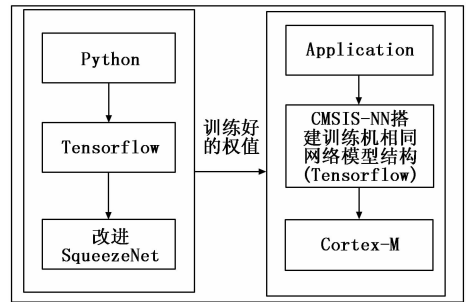 Python
Tensorflow
改进
SqueezeNet
训练好
的权值
Application
CMSIS-NN搭
建训练机相同
网络模型结构
(Tensorflow)
Cortex-M